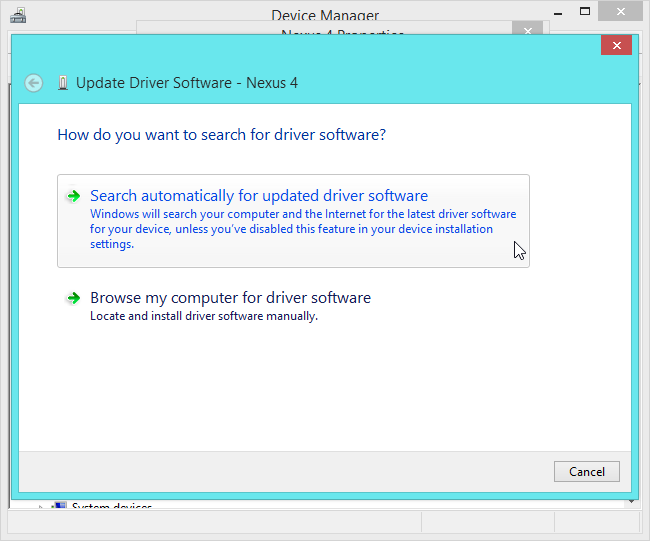 Device Manager
Nexus 4 Properties
Update Driver Software - Nexus 4
How do you want to search for driver software?
Search automatically for updated driver software
Windows will search your computer and the Internet for the latest driver software
for your device, unless you've disabled this feature in your device installation
settings.
Browse my computer for driver software
Locate and install driver software manually.
Cancel
System devices